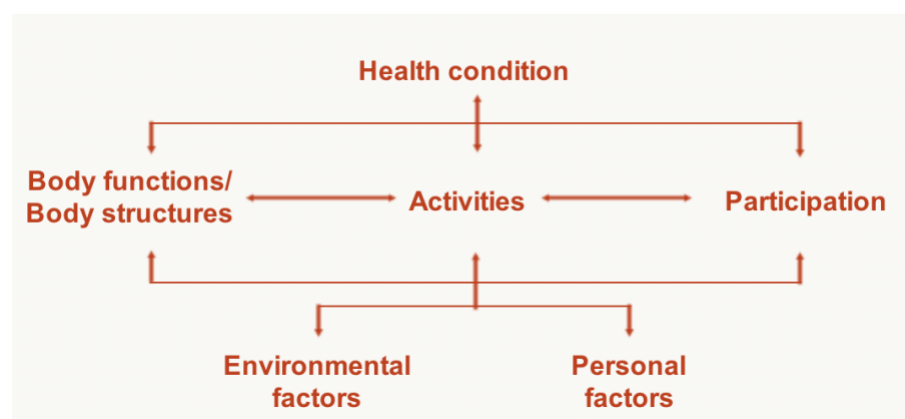 Health condition
Body functions/
Body structures
Activities
Participation
Environmental
factors
Personal
factors